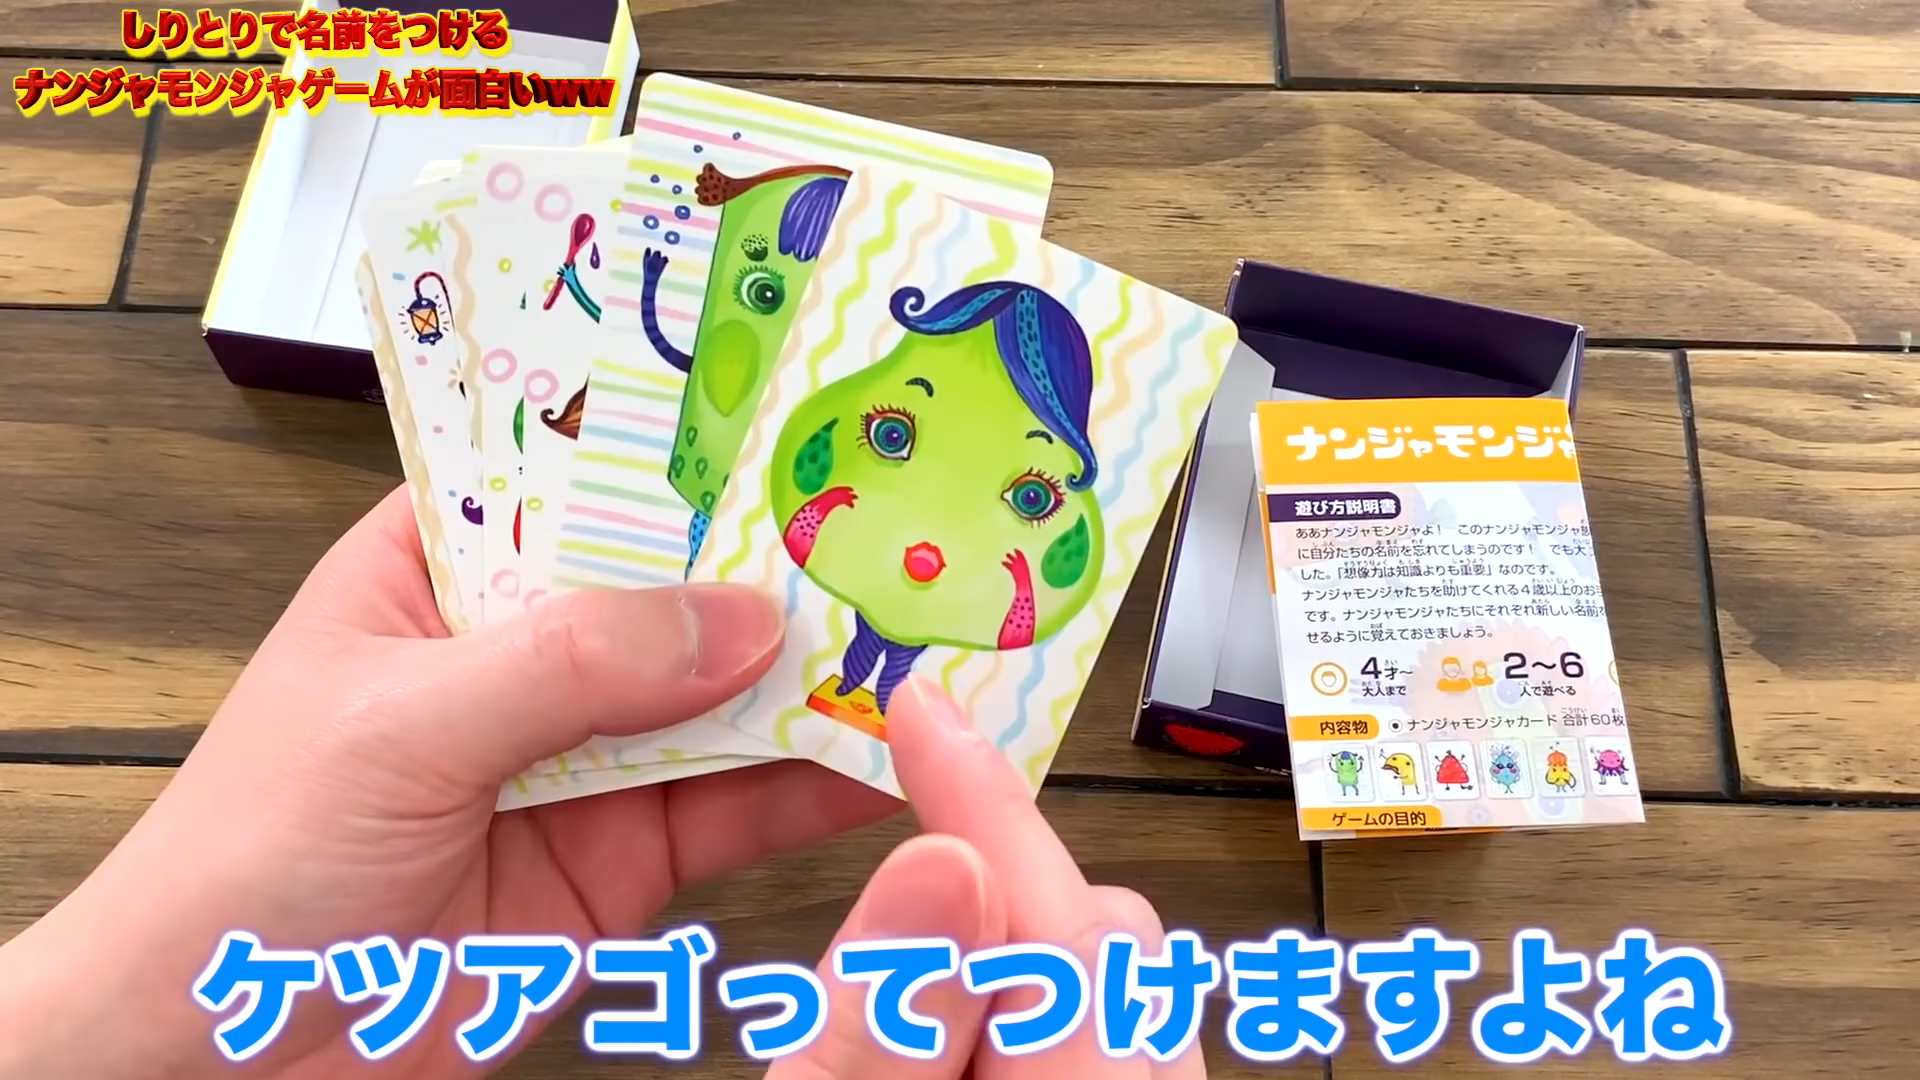 しりとりで名前をつける
ナンジャモンジャゲームが面白いww
ナンジャモンジャ
遊び方説明書
ああナンジャモンジャよ！ このナンジャモンジャ
に自分たちの名前を忘れてしまうのです！ でも大
した。「想像力は知識よりも重要」なのです。
ナンジャモンジャたちを助けてくれる4歳以上のお
です。ナンジャモンジャたちにそれぞれ新しい名前を
せるように覚えておきましょう。
4才～
大人まで
2～6
人で遊べる
内容物
ナンジャモンジャカード 合計60枚
ゲームの目的
ケツアゴってつけますよね